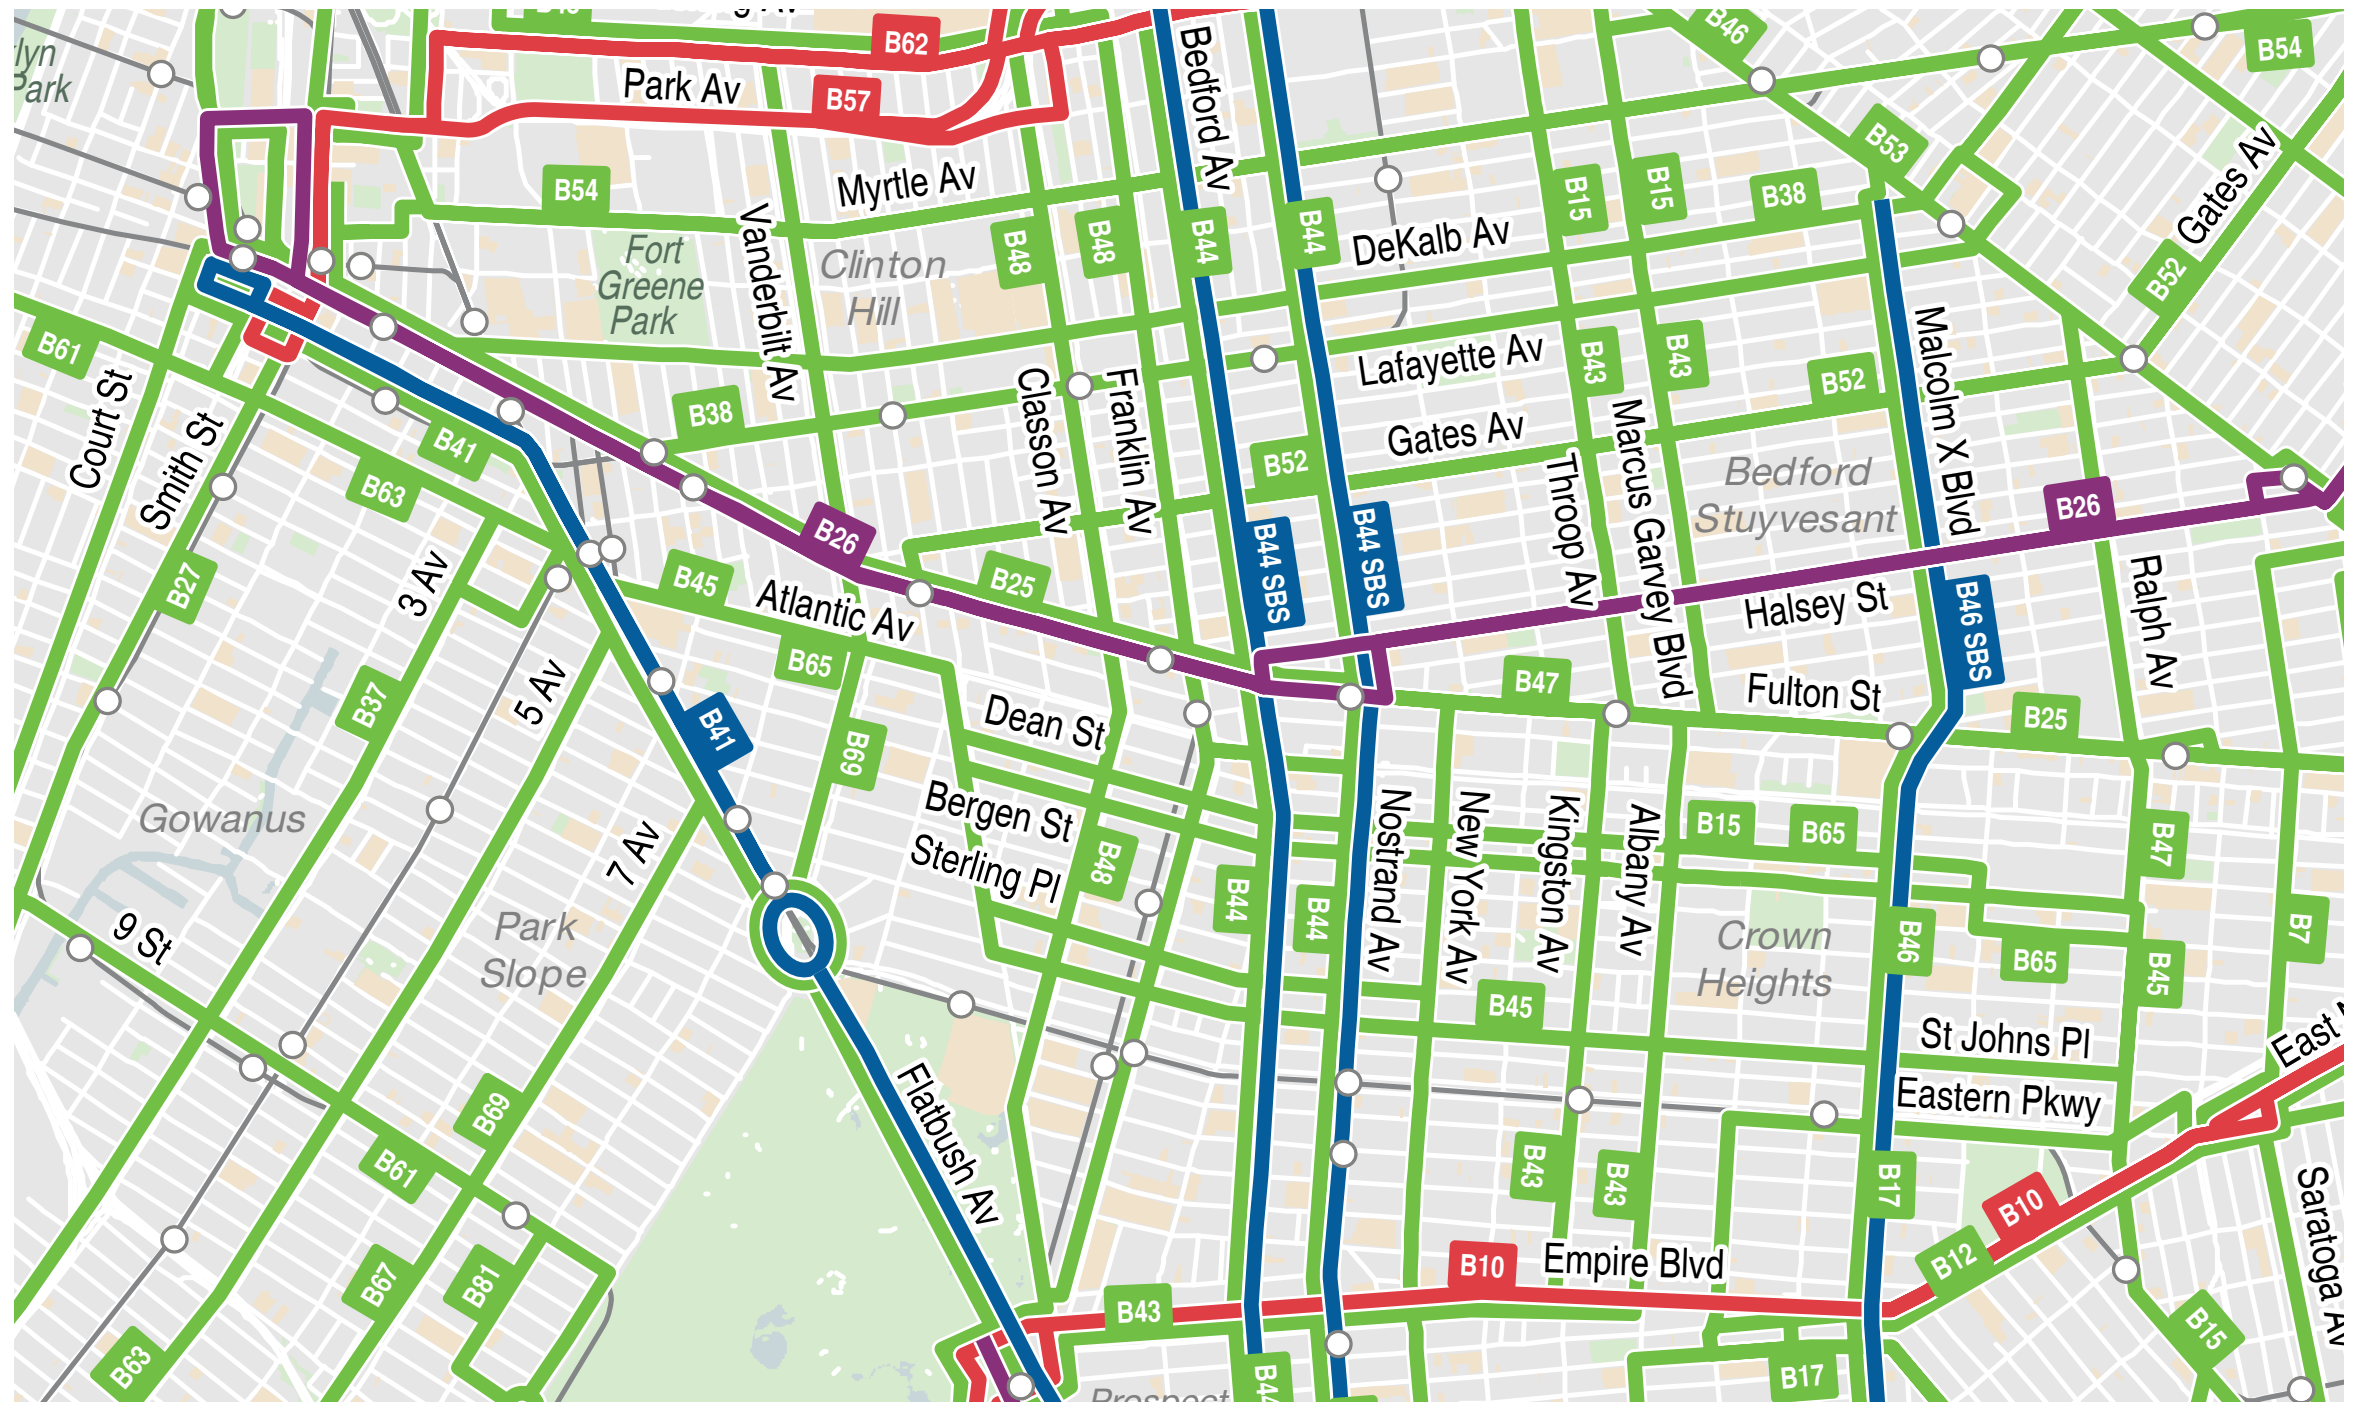 B62
B46
B54
lyn
Park
Park Av
B57
Bedford Av
B53
Myrtle Av
B54
B15
B15
B38
Gates Av
Vanderbilt Av
Fort
Greene
Park
Clinton
Hill
B48
B48
B44
B44
DeKalb Av
B52
B61
Court St
Smith St
B38
Classon Av
Franklin Av
Lafayette Av
B43
B43
B52
Malcolm X Blvd
B41
B63
B52
Gates Av
Throop Av
Marcus Garvey Blvd
Bedford
Stuyvesant
B26
B26
B27
3 Av
B45
Atlantic Av
B25
B44 SBS
B44 SBS
Halsey St
B46 SBS
Ralph Av
B65
B37
5 Av
B41
B69
Dean St
B47
Fulton St
B25
Gowanus
7 Av
Bergen St
Sterling Pl
B48
Nostrand Av
New York Av
Kingston Av
Albany Av
B15
B65
B47
B44
B44
9 St
Park
Slope
Crown
Heights
B46
B65
B45
B7
B45
St Johns Pl
East
Eastern Pkwy
Flatbush Av
B69
B61
B43
B43
B17
B10
Saratoga Av
B67
B81
B63
B43
B10
Empire Blvd
B12
B15
B17
B44
Prospect